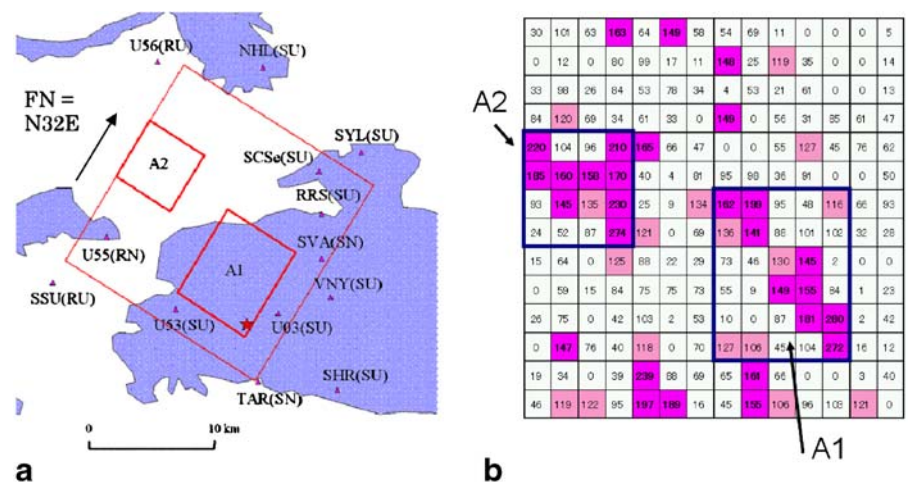 U56(RU)
NHL(SU)
FN =
N32E
SYL(SU)
SCSe(SU)
A2
RRS(SU)
U55(RN)
SVA(SN)
A1
SSU(RU)
VNY(SU)
U53(SU)
U03(SU)
SHR(SU)
TAR(SN)
0 10 km
a
A2
30 101 63 163 64 149 58 54 69 11 0 0 0 5
0 12 0 80 99 17 11 148 25 119 35 0 0 14
33 98 26 84 53 78 34 4 53 21 61 0 0 13
84 120 69 34 61 33 0 149 0 56 31 85 61 47
220 104 96 210 165 66 47 0 0 55 127 45 76 62
185 160 158 170 40 4 81 95 98 36 91 0 0 50
93 145 135 230 25 9 134 162 199 95 48 116 66 93
24 52 87 274 121 0 69 136 141 88 101 102 32 28
15 64 0 125 88 22 29 73 46 130 145 2 0 0
0 59 15 84 75 75 73 55 9 149 155 84 1 23
26 75 0 42 103 2 53 10 0 87 181 280 2 42
0 147 76 40 118 0 70 127 106 45 104 272 16 12
19 34 0 39 239 88 69 65 161 66 0 0 3 40
46 119 122 95 197 189 16 45 155 106 96 103 121 0
A1
b